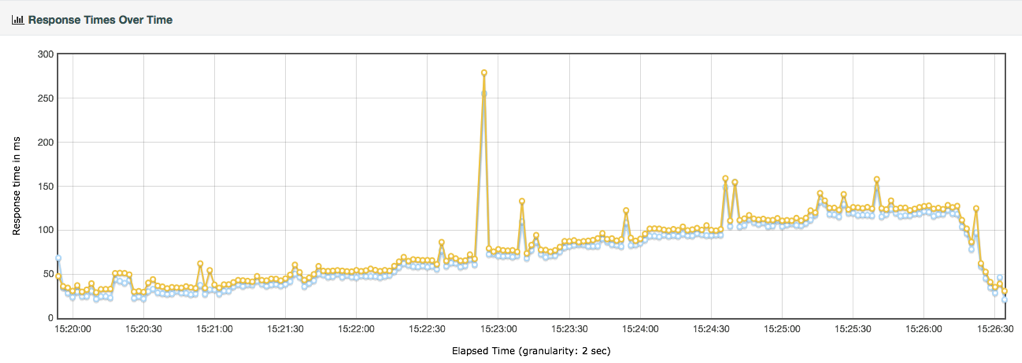 Response Times Over Time
300
250
200
150
100
50
0
Response time in ms
15:20:00 15:20:30 15:21:00 15:21:30 15:22:00 15:22:30 15:23:00 15:23:30 15:24:00 15:24:30 15:25:00 15:25:30 15:26:00 15:26:30
Elapsed Time (granularity: 2 sec)